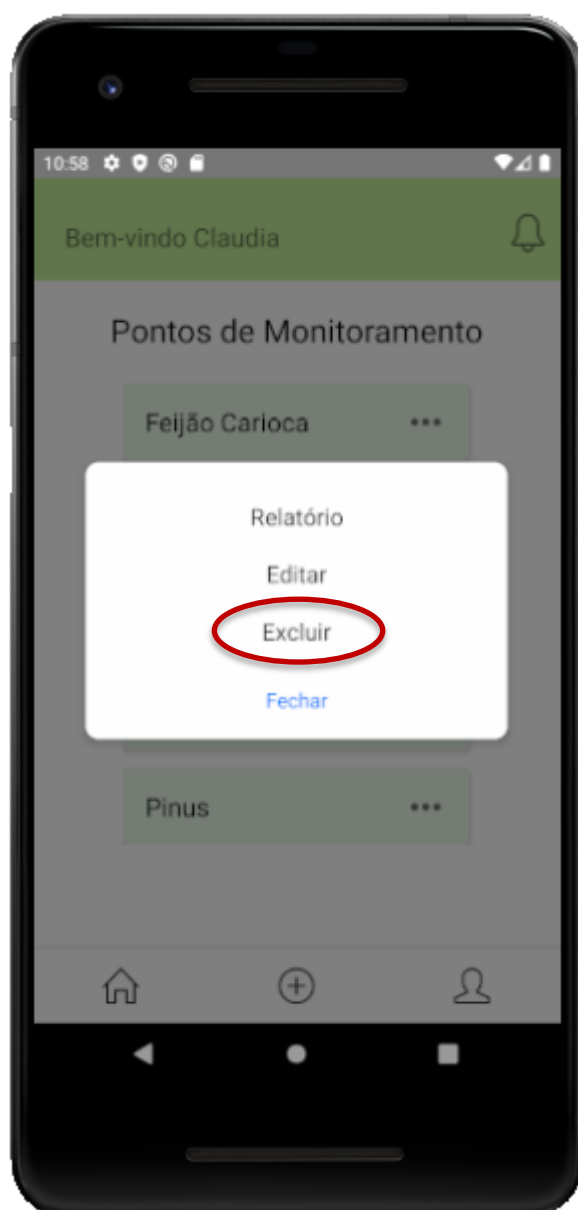 10:58
Bem-vindo Claudia
Pontos de Monitoramento
Feijão Carioca
Relatório
Editar
Excluir
Fechar
Pinus